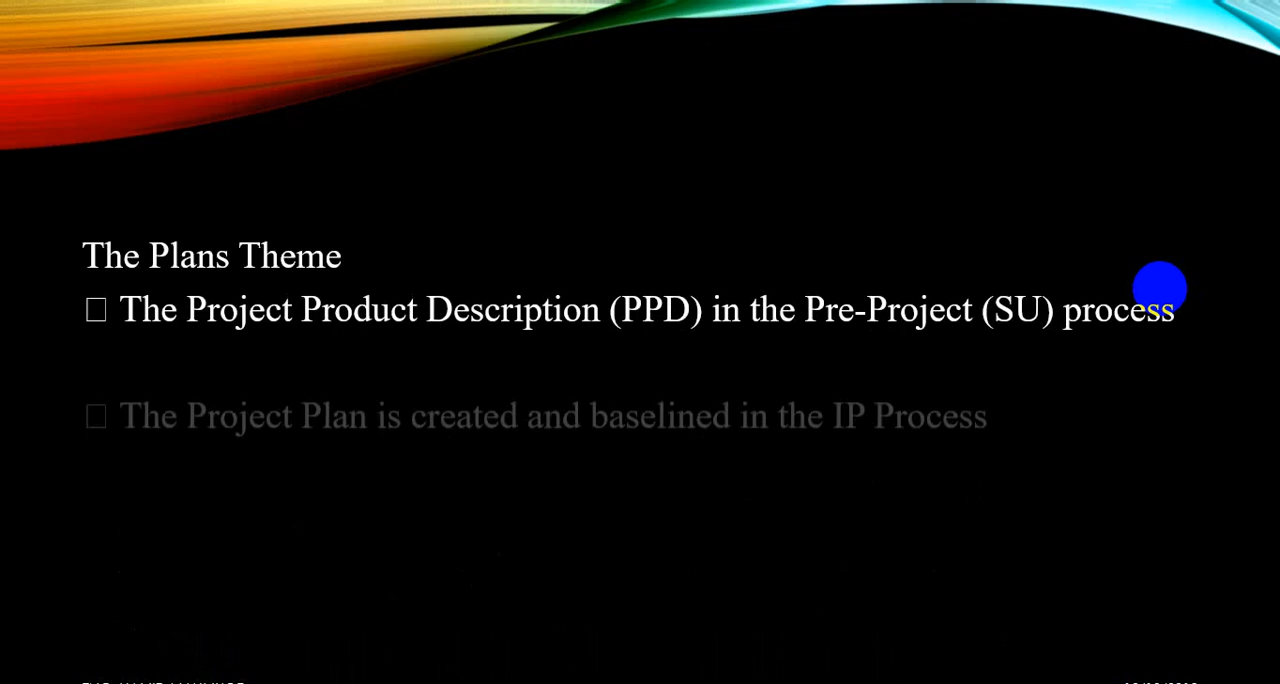 The Plans Theme
□ The Project Product Description (PPD) in the Pre-Project (SU) process
□ The Project Plan is created and baselined in the IP Process